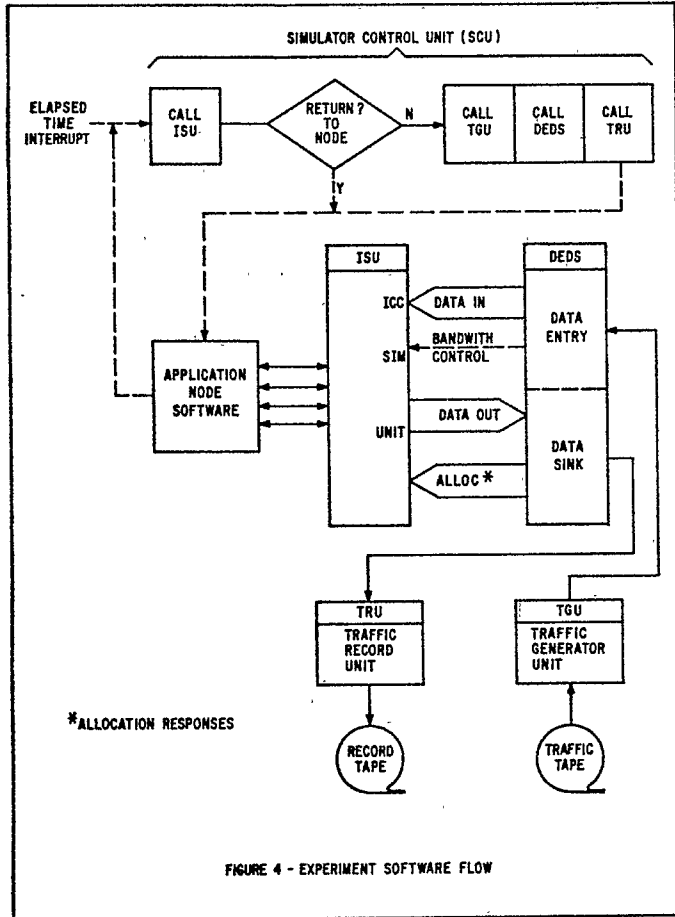 SIMULATOR CONTROL UNIT (SCU)
ELAPSED
TIME
INTERRUPT
CALL
ISU
RETURN?
TO
NODE
N
Y
CALL
TGU
CALL
DEDS
CALL
TRU
ISU
ICC
SIM
UNIT
DATA IN
BANDWITH
CONTROL
DATA OUT
ALLOC*
DEDS
DATA
ENTRY
DATA
SINK
APPLICATION
NODE
SOFTWARE
TRU
TRAFFIC
RECORD
UNIT
TGU
TRAFFIC
GENERATOR
UNIT
*ALLOCATION RESPONSES
RECORD
TAPE
TRAFFIC
TAPE
FIGURE 4 - EXPERIMENT SOFTWARE FLOW